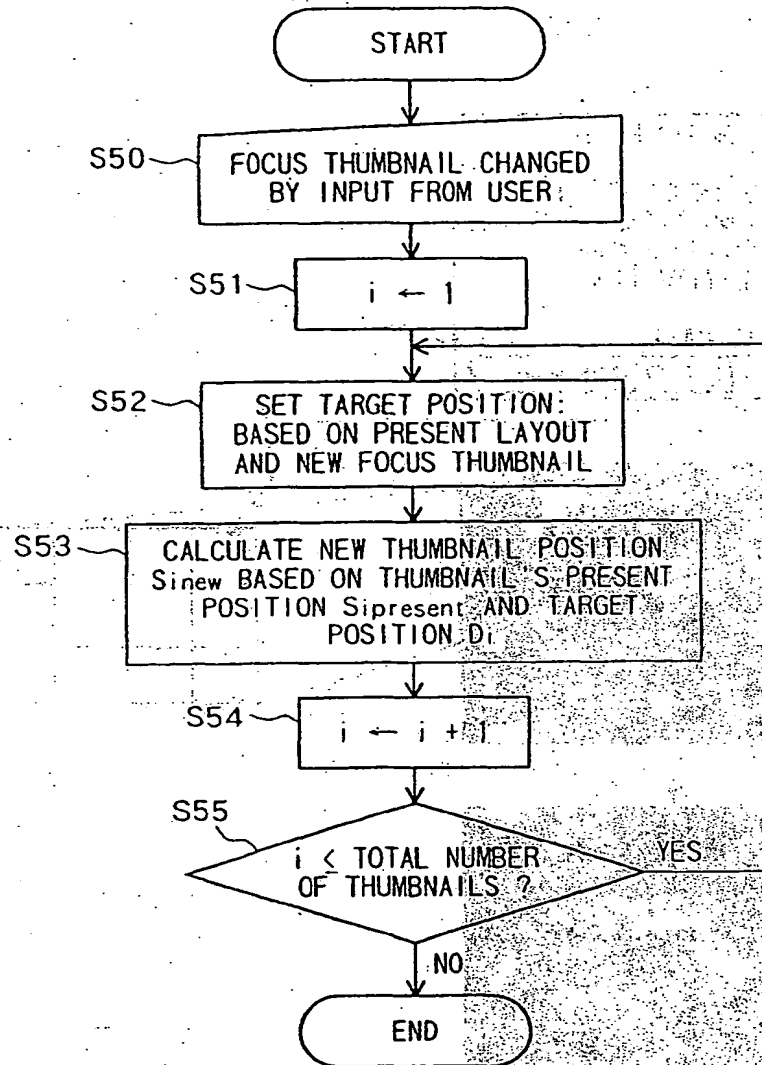 START
S50
FOCUS THUMBNAIL CHANGED
BY INPUT FROM USER
S51
i ← 1
S52
SET TARGET POSITION:
BASED ON PRESENT LAYOUT
AND NEW FOCUS THUMBNAIL
S53
CALCULATE NEW THUMBNAIL POSITION
Sinew BASED ON THUMBNAIL'S PRESENT
POSITION Sipresent AND TARGET
POSITION Di
S54
i ← i + 1
S55
i ≤ TOTAL NUMBER
OF THUMBNAILS ?
YES
NO
END